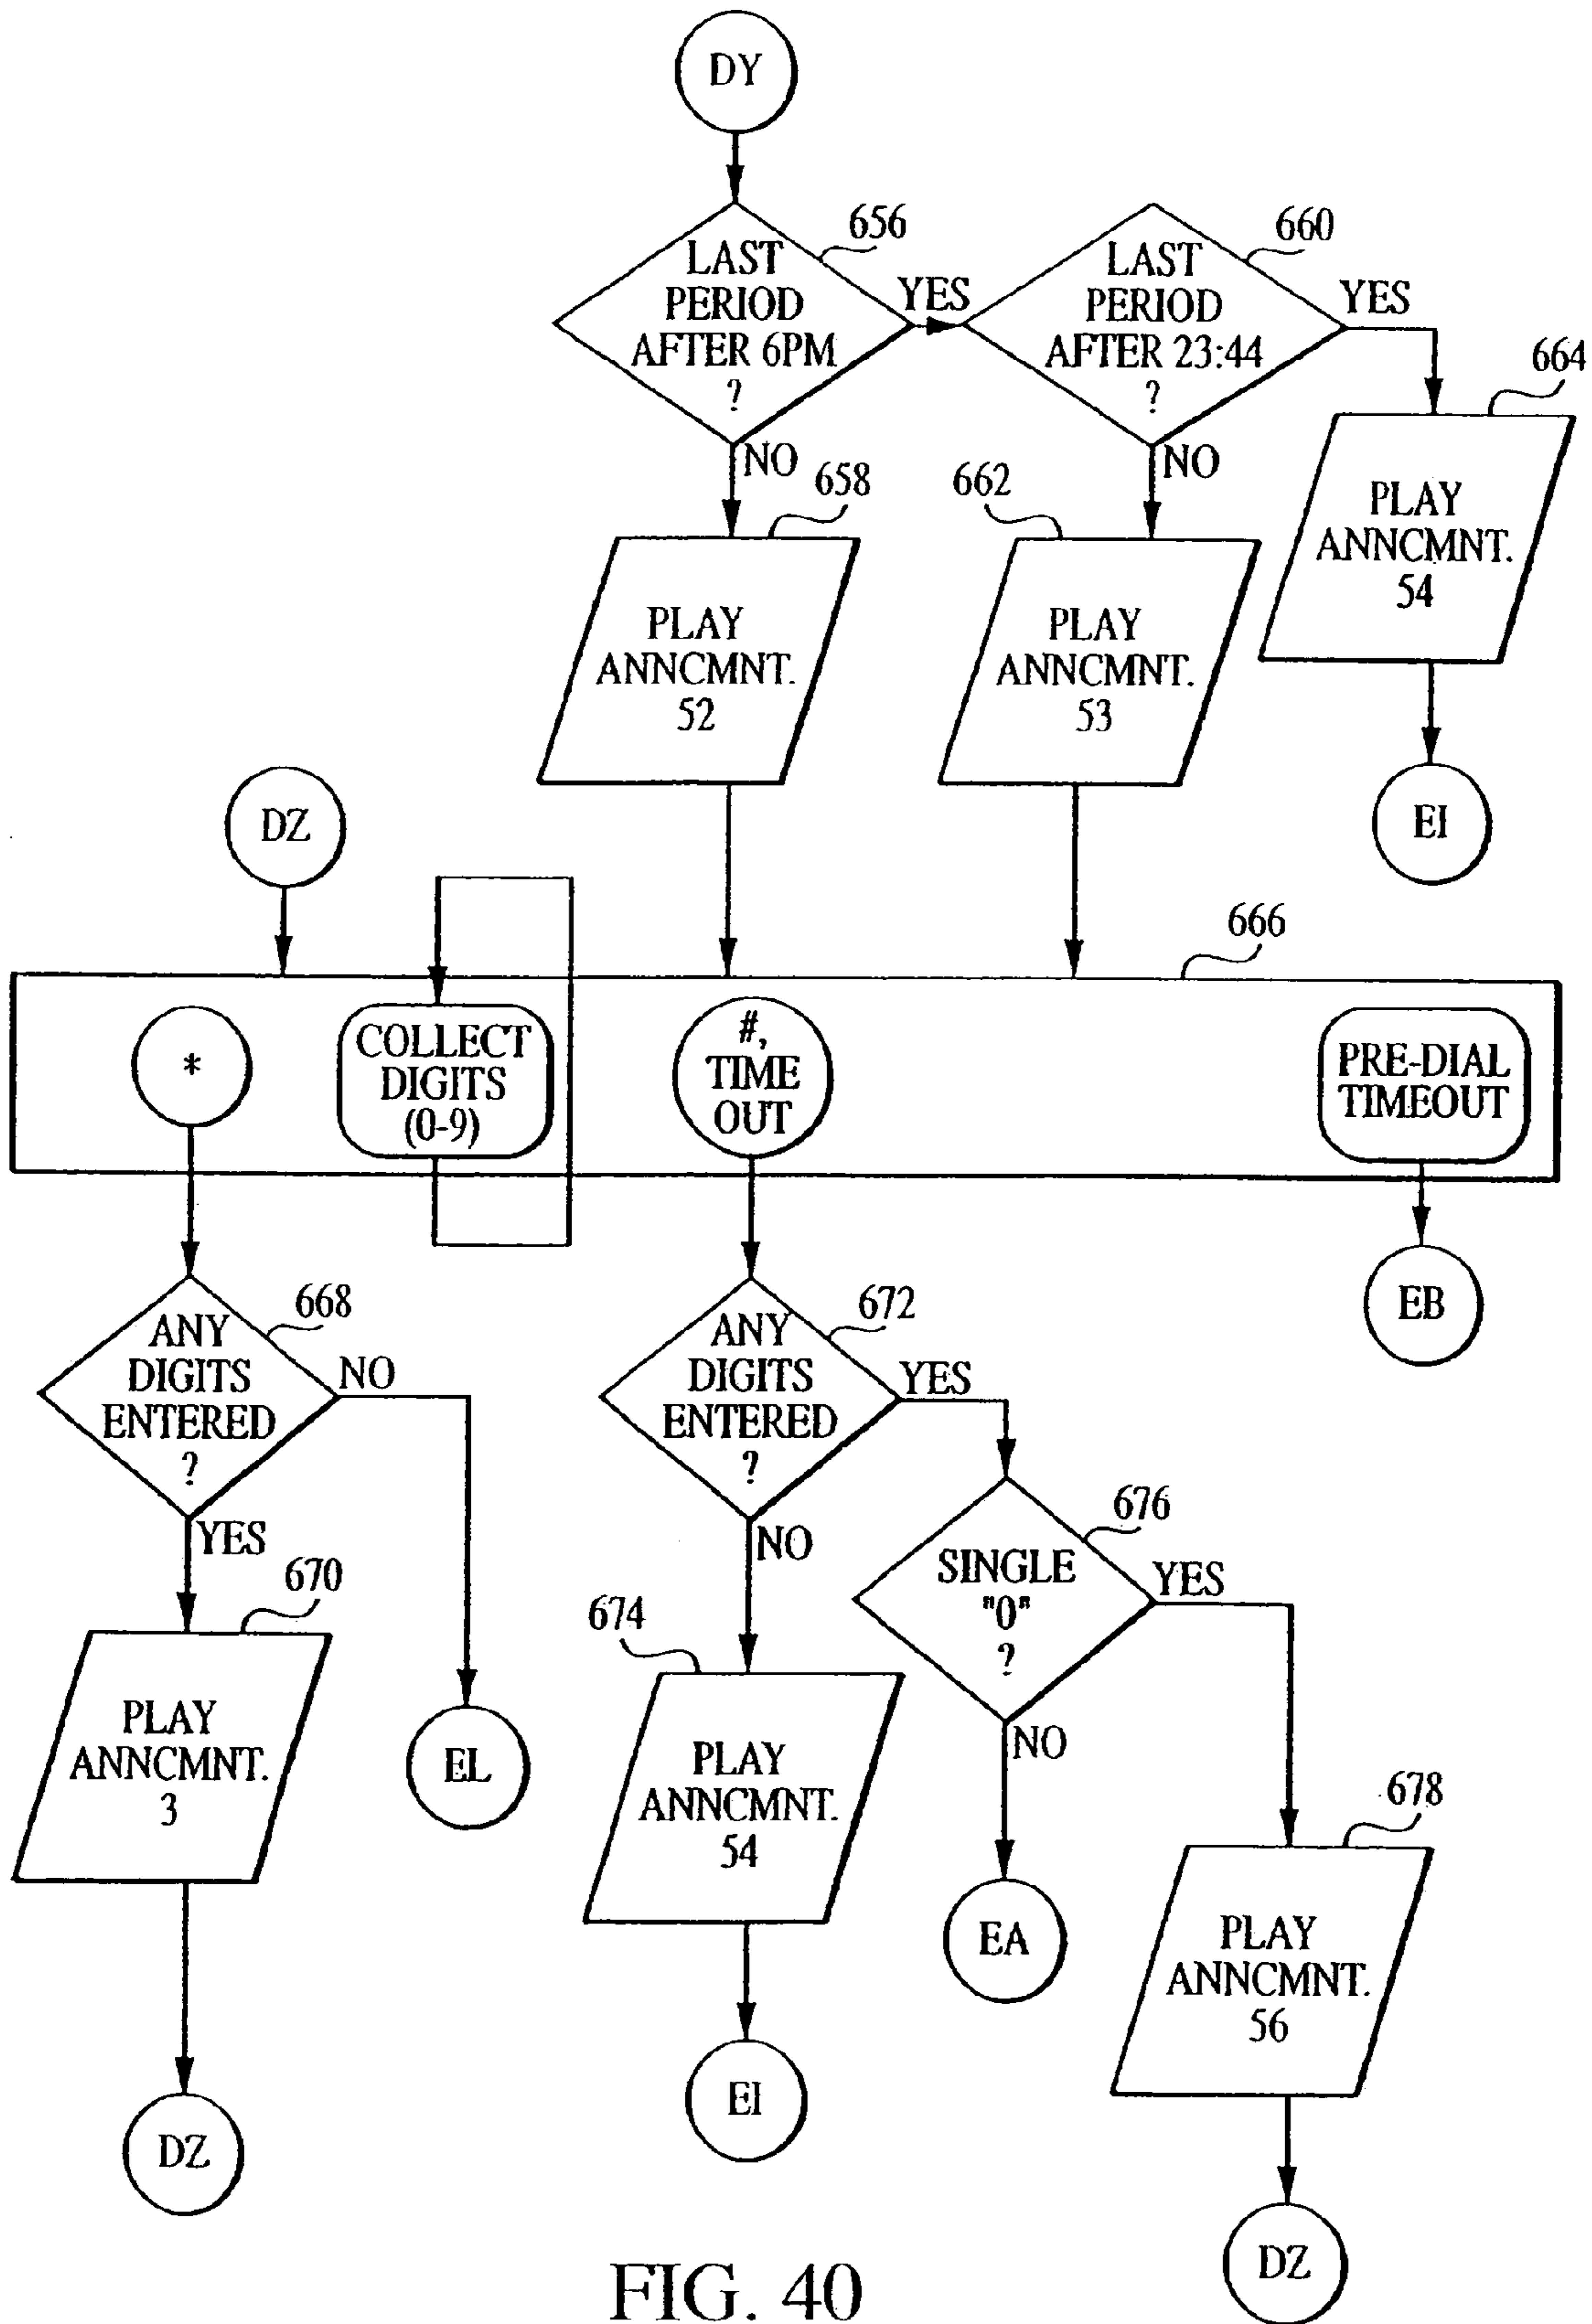 DY
656
LAST
PERIOD
AFTER 6PM
?
YES
NO
660
LAST
PERIOD
AFTER 23:44
?
YES
NO
664
PLAY
ANNCMNT.
54
EI
658
PLAY
ANNCMNT.
52
662
PLAY
ANNCMNT.
53
DZ
666
*
COLLECT
DIGITS
(0-9)
#,
TIME
OUT
PRE-DIAL
TIMEOUT
EB
668
ANY
DIGITS
ENTERED
?
NO
YES
670
PLAY
ANNCMNT.
3
DZ
EL
672
ANY
DIGITS
ENTERED
?
YES
NO
674
PLAY
ANNCMNT.
54
EI
676
SINGLE
"0"
?
YES
NO
EA
678
PLAY
ANNCMNT.
56
DZ
FIG. 40